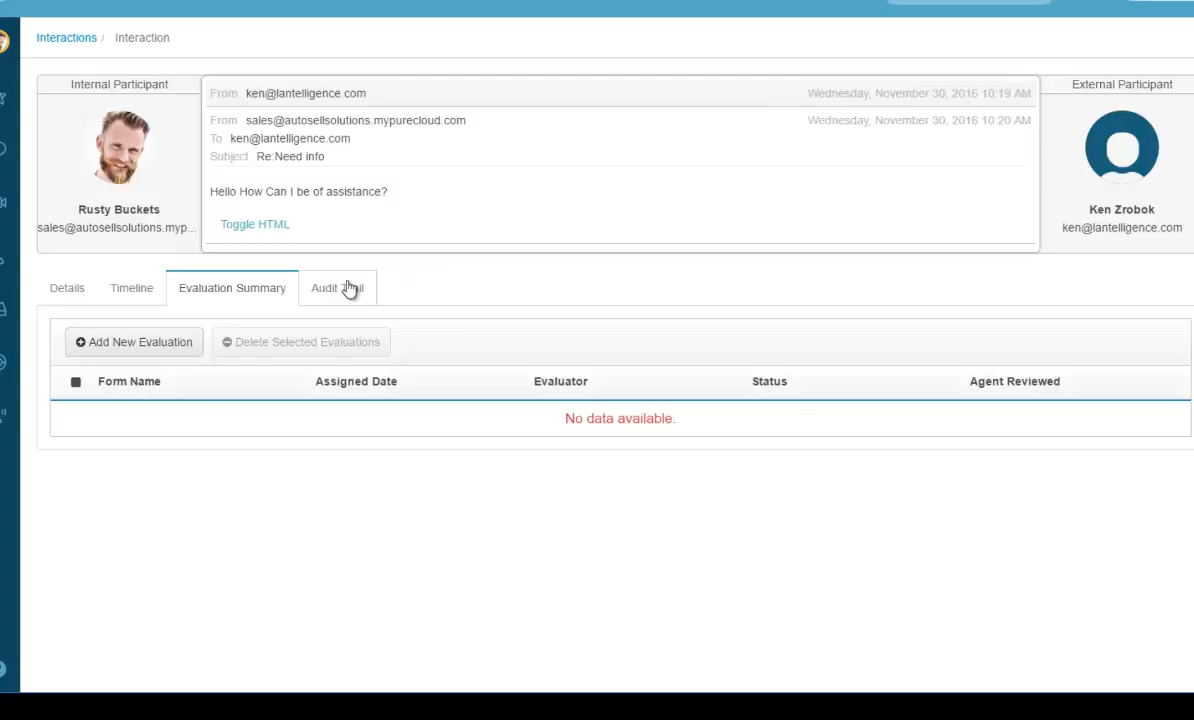 Interactions / Interaction
Internal Participant
Rusty Buckets
sales@autosellsolutions.myp...
From ken@lantelligence.com Wednesday, November 30, 2016 10:19 AM
From sales@autosellsolutions.mypurecloud.com Wednesday, November 30, 2016 10:20 AM
To ken@lantelligence.com
Subject Re:Need info
Hello How Can I be of assistance?
Toggle HTML
External Participant
Ken Zrobok
ken@lantelligence.com
Details Timeline Evaluation Summary Audit
Add New Evaluation Delete Selected Evaluations
Form Name Assigned Date Evaluator Status Agent Reviewed
No data available.